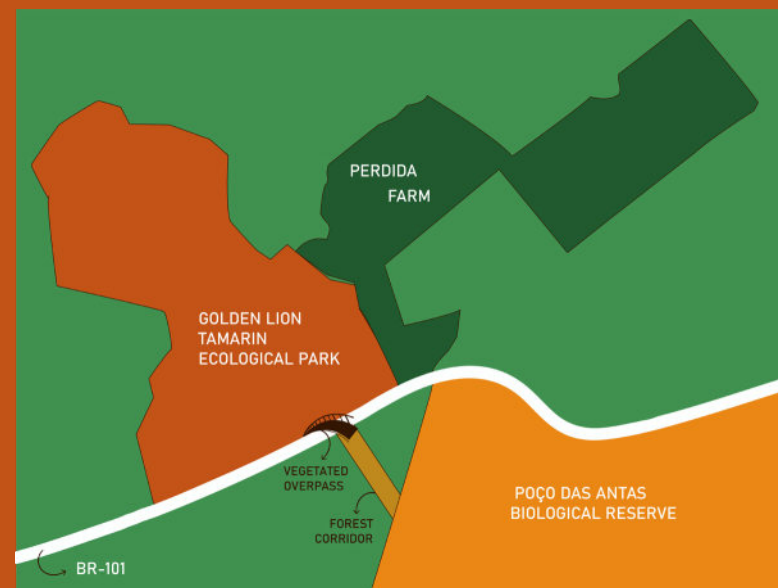 PERDIDA
FARM
GOLDEN LION
TAMARIN
ECOLOGICAL PARK
VEGETATED
OVERPASS
FOREST
CORRIDOR
POÇO DAS ANTAS
BIOLOGICAL RESERVE
BR-101